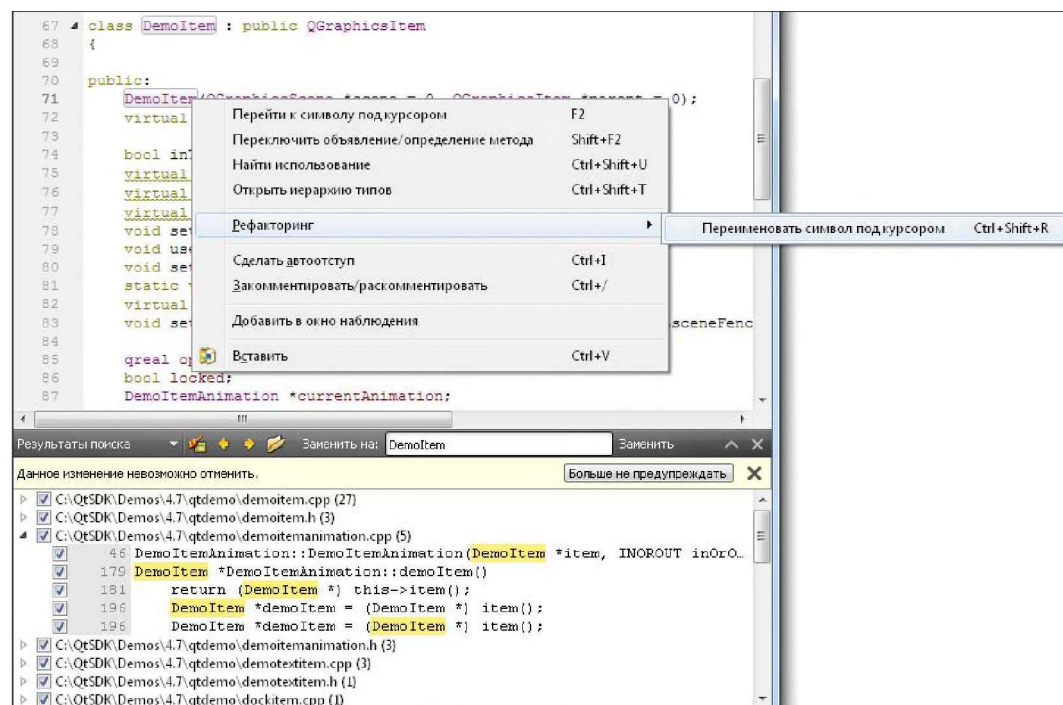 67 class DemoItem : public QGraphicsItem
68 {
69
70 public:
71 DemoItem(QGraphicsScene *scene = 0, QGraphicsItem *parent = 0);
72 virtual
73
74 bool in
75 virtual
76 virtual
77 virtual
78 void set
79 void use
80 void set
81 static
82 virtual
83 void set sceneFenc
84
85 qreal op
86 bool locked;
87 DemoItemAnimation *currentAnimation;
Перейти к символу под курсором F2
Переключить объявление/определение метода Shift+F2
Найти использование Ctrl+Shift+U
Открыть иерархию типов Ctrl+Shift+T
Рефакторинг
Переименовать символ под курсором Ctrl+Shift+R
Сделать автоотступ Ctrl+I
Закомментировать/раскомментировать Ctrl+/
Добавить в окно наблюдения
Вставить Ctrl+V
Результаты поиска Заменить на: DemoItem Заменить
Данное изменение невозможно отменить. Больше не предупреждать
C:\QtSDK\Demos\4.7\qtdemo\demoitem.cpp (27)
C:\QtSDK\Demos\4.7\qtdemo\demoitem.h (3)
C:\QtSDK\Demos\4.7\qtdemo\demoitemanimation.cpp (5)
46 DemoItemAnimation::DemoItemAnimation(DemoItem *item, INOROUT inOrO...
179 DemoItem *DemoItemAnimation::demoItem()
181 return (DemoItem *) this->item();
196 DemoItem *demoItem = (DemoItem *) item();
196 DemoItem *demoItem = (DemoItem *) item();
C:\QtSDK\Demos\4.7\qtdemo\demoitemanimation.h (3)
C:\QtSDK\Demos\4.7\qtdemo\demotextitem.cpp (3)
C:\QtSDK\Demos\4.7\qtdemo\demotextitem.h (1)
C:\QtSDK\Demos\4.7\qtdemo\dockitem.cpp (1)